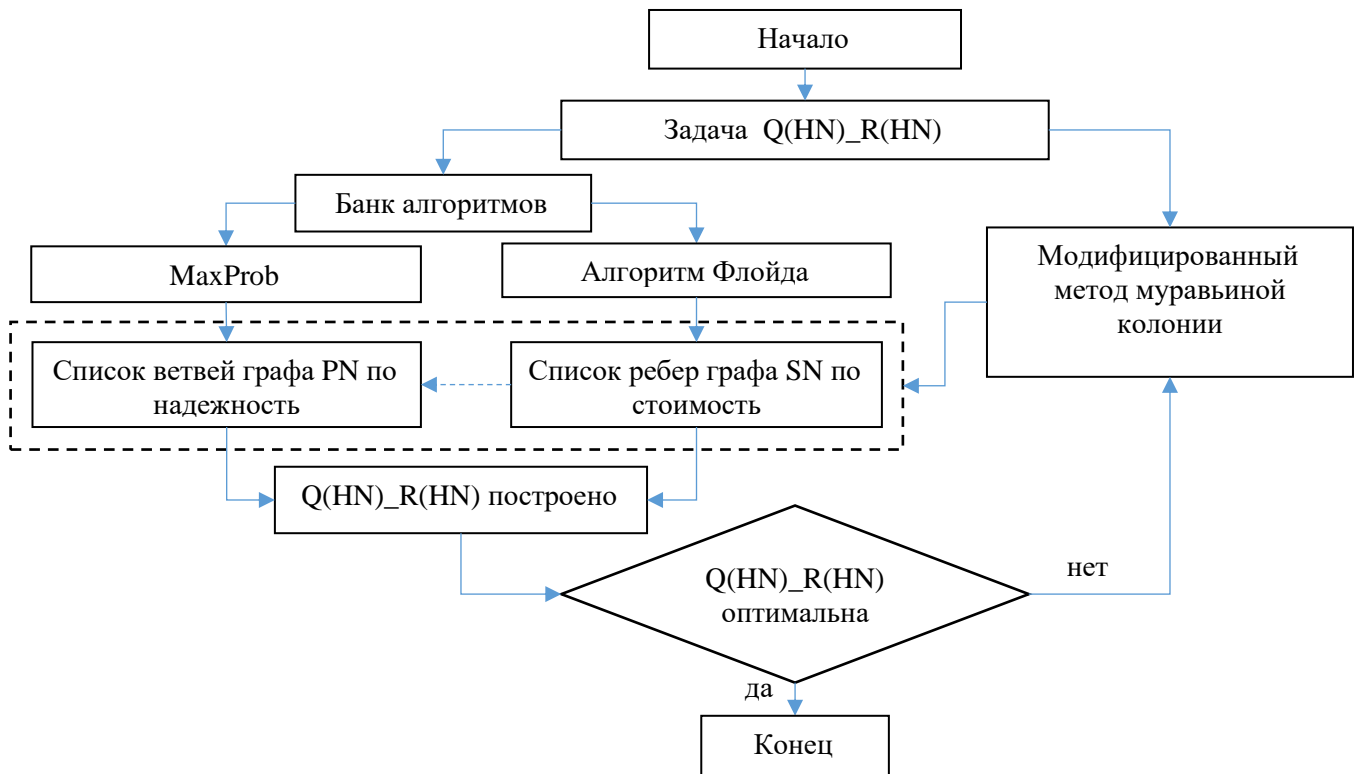 Начало
Задача Q(HN)_R(HN)
Банк алгоритмов
MaxProb
Алгоритм Флойда
Модифицированный
метод муравьиной
колонии
Список ветвей графа PN по
надежность
Список ребер графа SN по
стоимость
Q(HN)_R(HN) построено
Q(HN)_R(HN)
оптимальна
нет
да
Конец